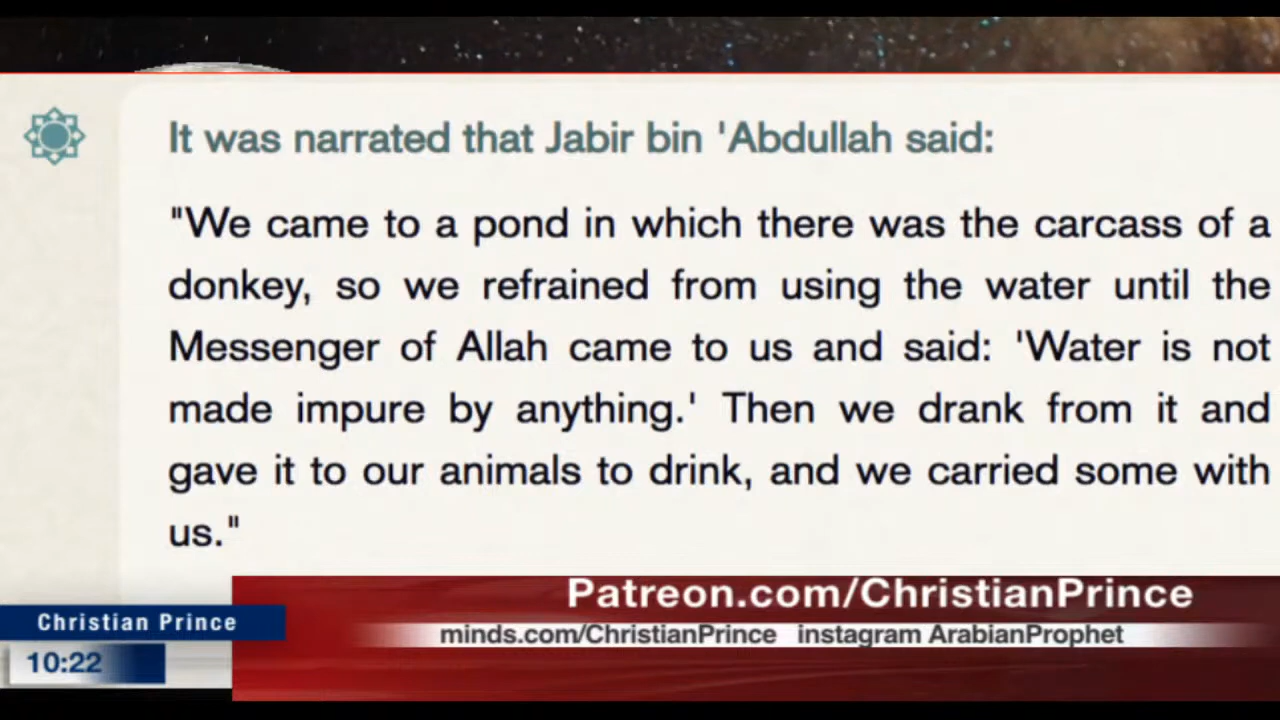 It was narrated that Jabir bin 'Abdullah said:
"We came to a pond in which there was the carcass of a
donkey, so we refrained from using the water until the
Messenger of Allah came to us and said: 'Water is not
made impure by anything.' Then we drank from it and
gave it to our animals to drink, and we carried some with
us."
Patreon.com/ChristianPrince
Christian Prince
minds.com/ChristianPrince instagram ArabianProphet
10:22